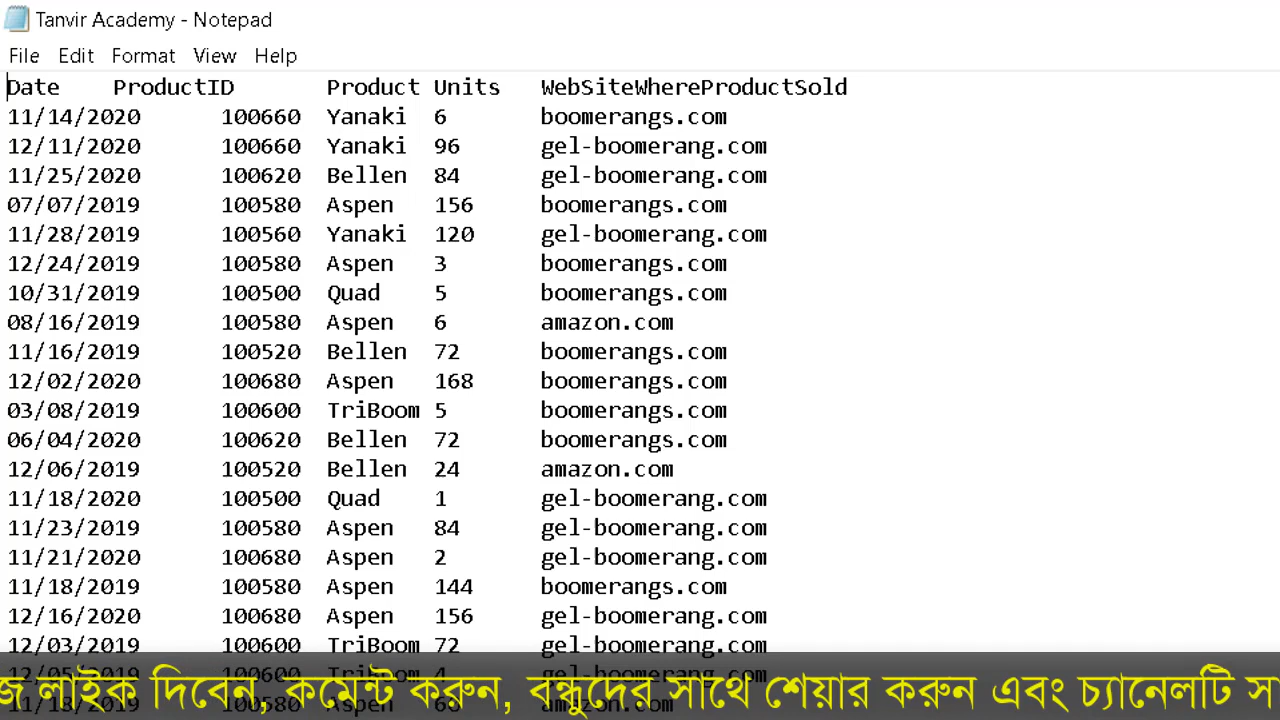 Tanvir Academy - Notepad
File Edit Format View Help
Date ProductID Product Units WebSiteWhereProductSold
11/14/2020 100660 Yanaki 6 boomerangs.com
12/11/2020 100660 Yanaki 96 gel-boomerang.com
11/25/2020 100620 Bellen 84 gel-boomerang.com
07/07/2019 100580 Aspen 156 boomerangs.com
11/28/2019 100560 Yanaki 120 gel-boomerang.com
12/24/2019 100580 Aspen 3 boomerangs.com
10/31/2019 100500 Quad 5 boomerangs.com
08/16/2019 100580 Aspen 6 amazon.com
11/16/2019 100520 Bellen 72 boomerangs.com
12/02/2020 100680 Aspen 168 boomerangs.com
03/08/2019 100600 TriBoom 5 boomerangs.com
06/04/2020 100620 Bellen 72 boomerangs.com
12/06/2019 100520 Bellen 24 amazon.com
11/18/2020 100500 Quad 1 gel-boomerang.com
11/23/2019 100580 Aspen 84 gel-boomerang.com
11/21/2020 100680 Aspen 2 gel-boomerang.com
11/18/2019 100580 Aspen 144 boomerangs.com
12/16/2020 100680 Aspen 156 gel-boomerang.com
12/03/2019 100600 TriBoom 72 gel-boomerang.com
লাইক দিবেন, কমেন্ট করুন, বন্ধুদের সাথে শেয়ার করুন এবং চ্যানেলটি